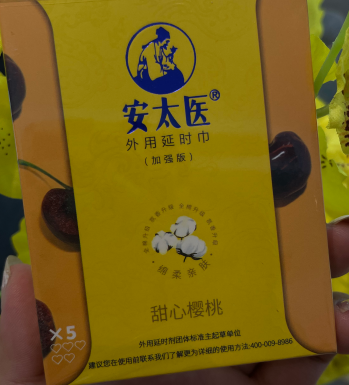 安太医®
外用延时巾
(加强版)
绵柔亲肤
甜心樱桃
×5
外用延时剂团体标准主起草单位
建议您在使用前联系我们了解更为详细的使用方法:400-009-8986